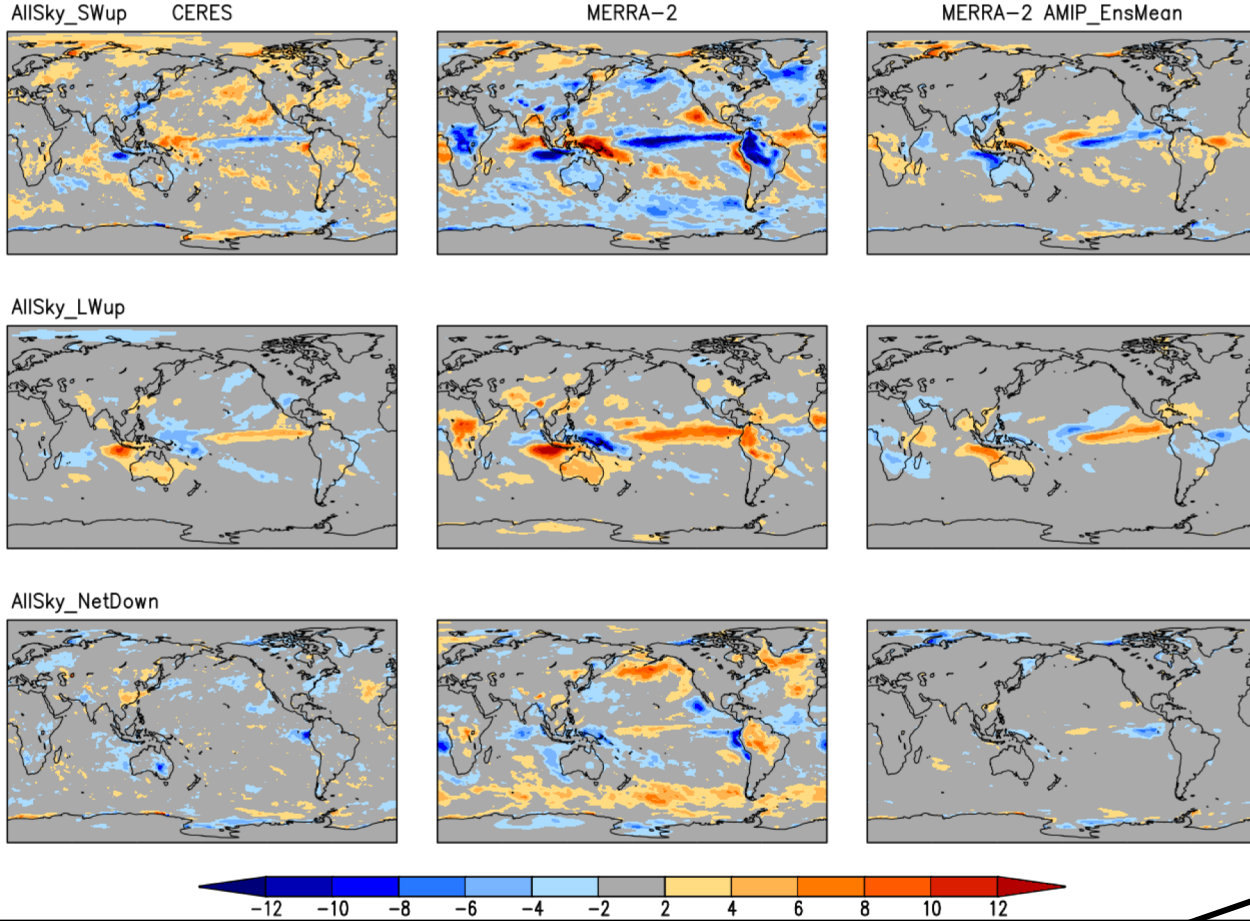 AllSky_SWup CERES MERRA-2 MERRA-2 AMIP_EnsMean
AllSky_LWup
AllSky_NetDown
-12 -10 -8 -6 -4 -2 2 4 6 8 10 12